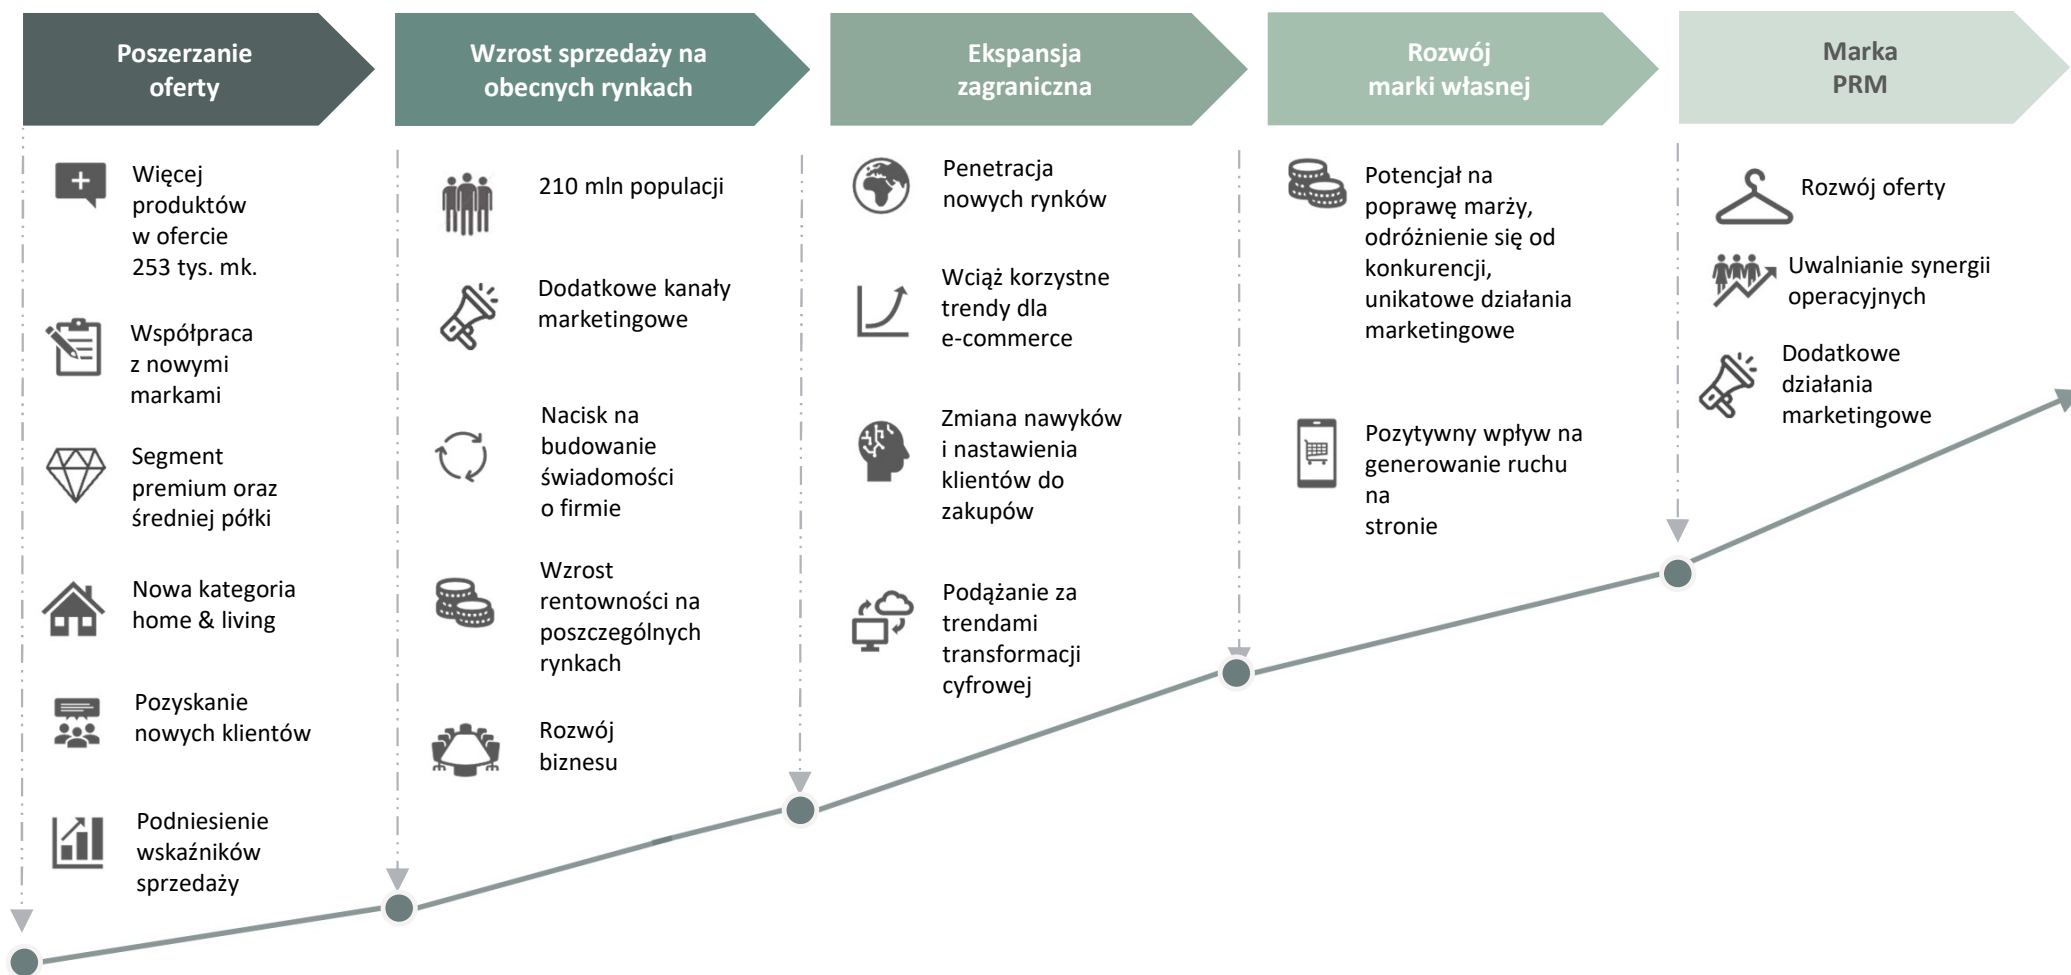 Poszerzanie
oferty
Więcej
produktów
w ofercie
253 tys. mk.
Współpraca
z nowymi
markami
Segment
premium oraz
średniej półki
Nowa kategoria
home & living
Pozyskanie
nowych klientów
Podniesienie
wskaźników
sprzedaży
Wzrost sprzedaży na
obecnych rynkach
210 mln populacji
Dodatkowe kanały
marketingowe
Nacisk na
budowanie
świadomości
o firmie
Wzrost
rentowności na
poszczególnych
rynkach
Rozwój
biznesu
Ekspansja
zagraniczna
Penetracja
nowych rynków
Wciąż korzystne
trendy dla
e-commerce
Zmiana nawyków
i nastawienia
klientów do
zakupów
Podążanie za
trendami
transformacji
cyfrowej
Rozwój
marki własnej
Potencjał na
poprawę marży,
odróżnienie się od
konkurencji,
unikatowe działania
marketingowe
Pozytywny wpływ na
generowanie ruchu
na
stronie
Marka
PRM
Rozwój oferty
Uwalnianie synergii
operacyjnych
Dodatkowe
działania
marketingowe